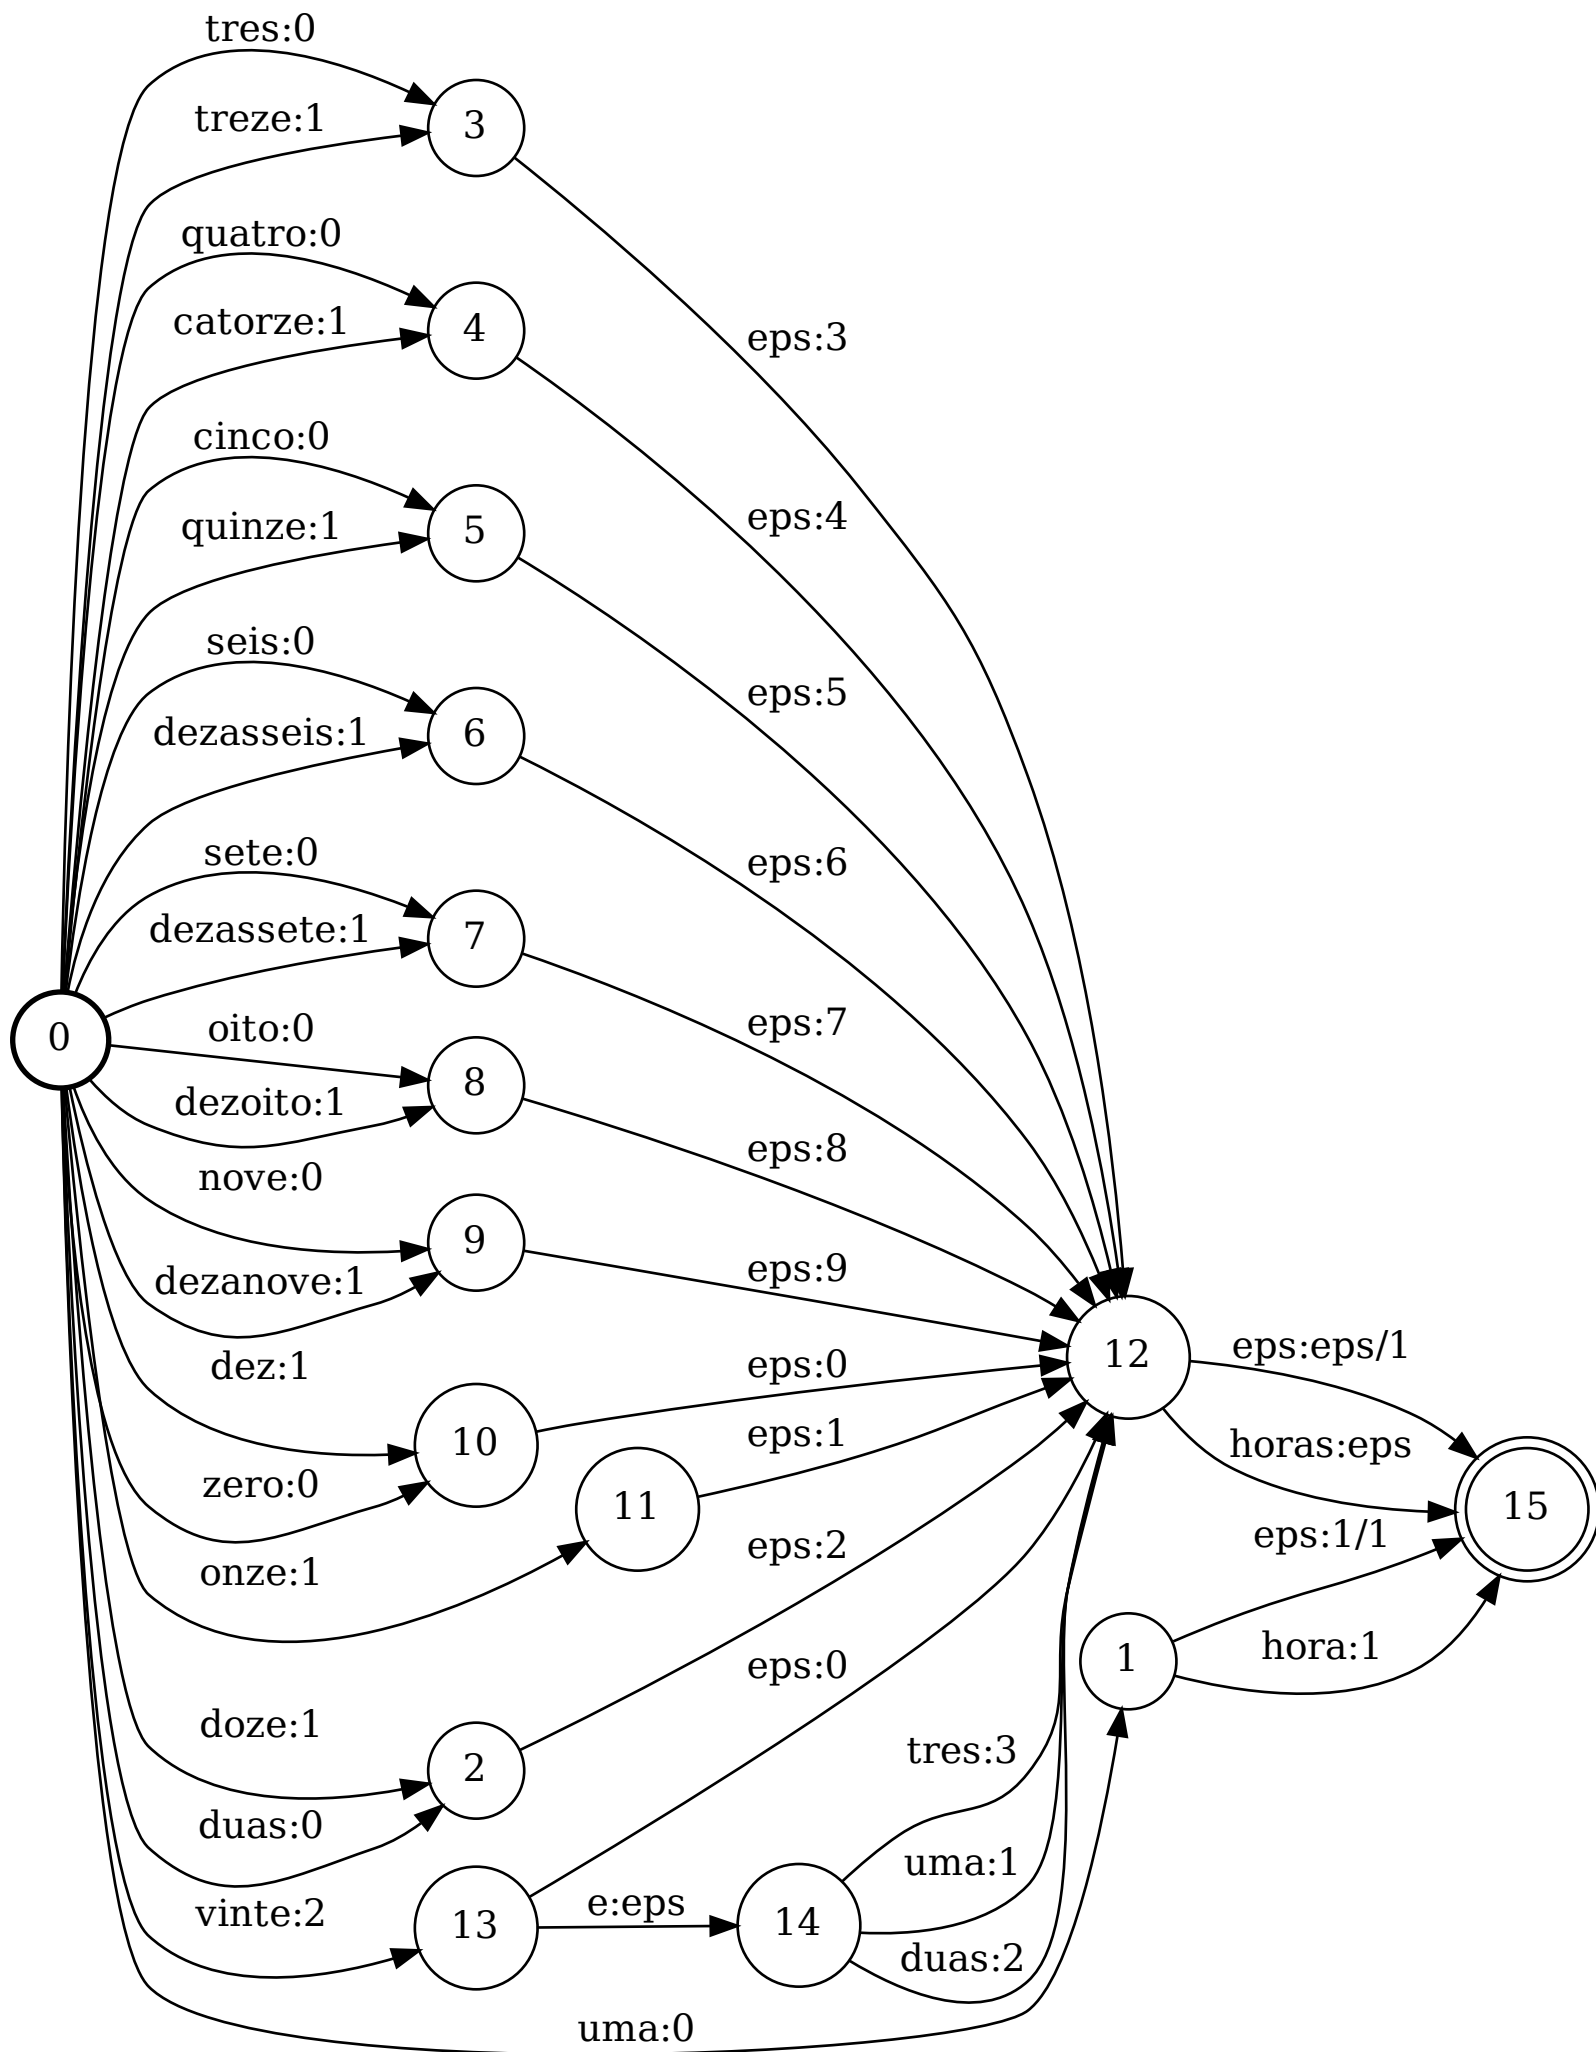 tres:0
treze:1
3
quatro:0
catorze:1
4
eps:3
cinco:0
quinze:1
5
eps:4
seis:0
dezasseis:1
6
eps:5
sete:0
dezassete:1
7
eps:6
0
oito:0
dezoito:1
8
eps:7
nove:0
dezanove:1
9
eps:8
eps:9
dez:1
zero:0
10
eps:0
12
eps:eps/1
horas:eps
15
onze:1
11
eps:1
eps:2
eps:1/1
hora:1
1
doze:1
duas:0
2
eps:0
vinte:2
13
e:eps
14
tres:3
uma:1
duas:2
uma:0